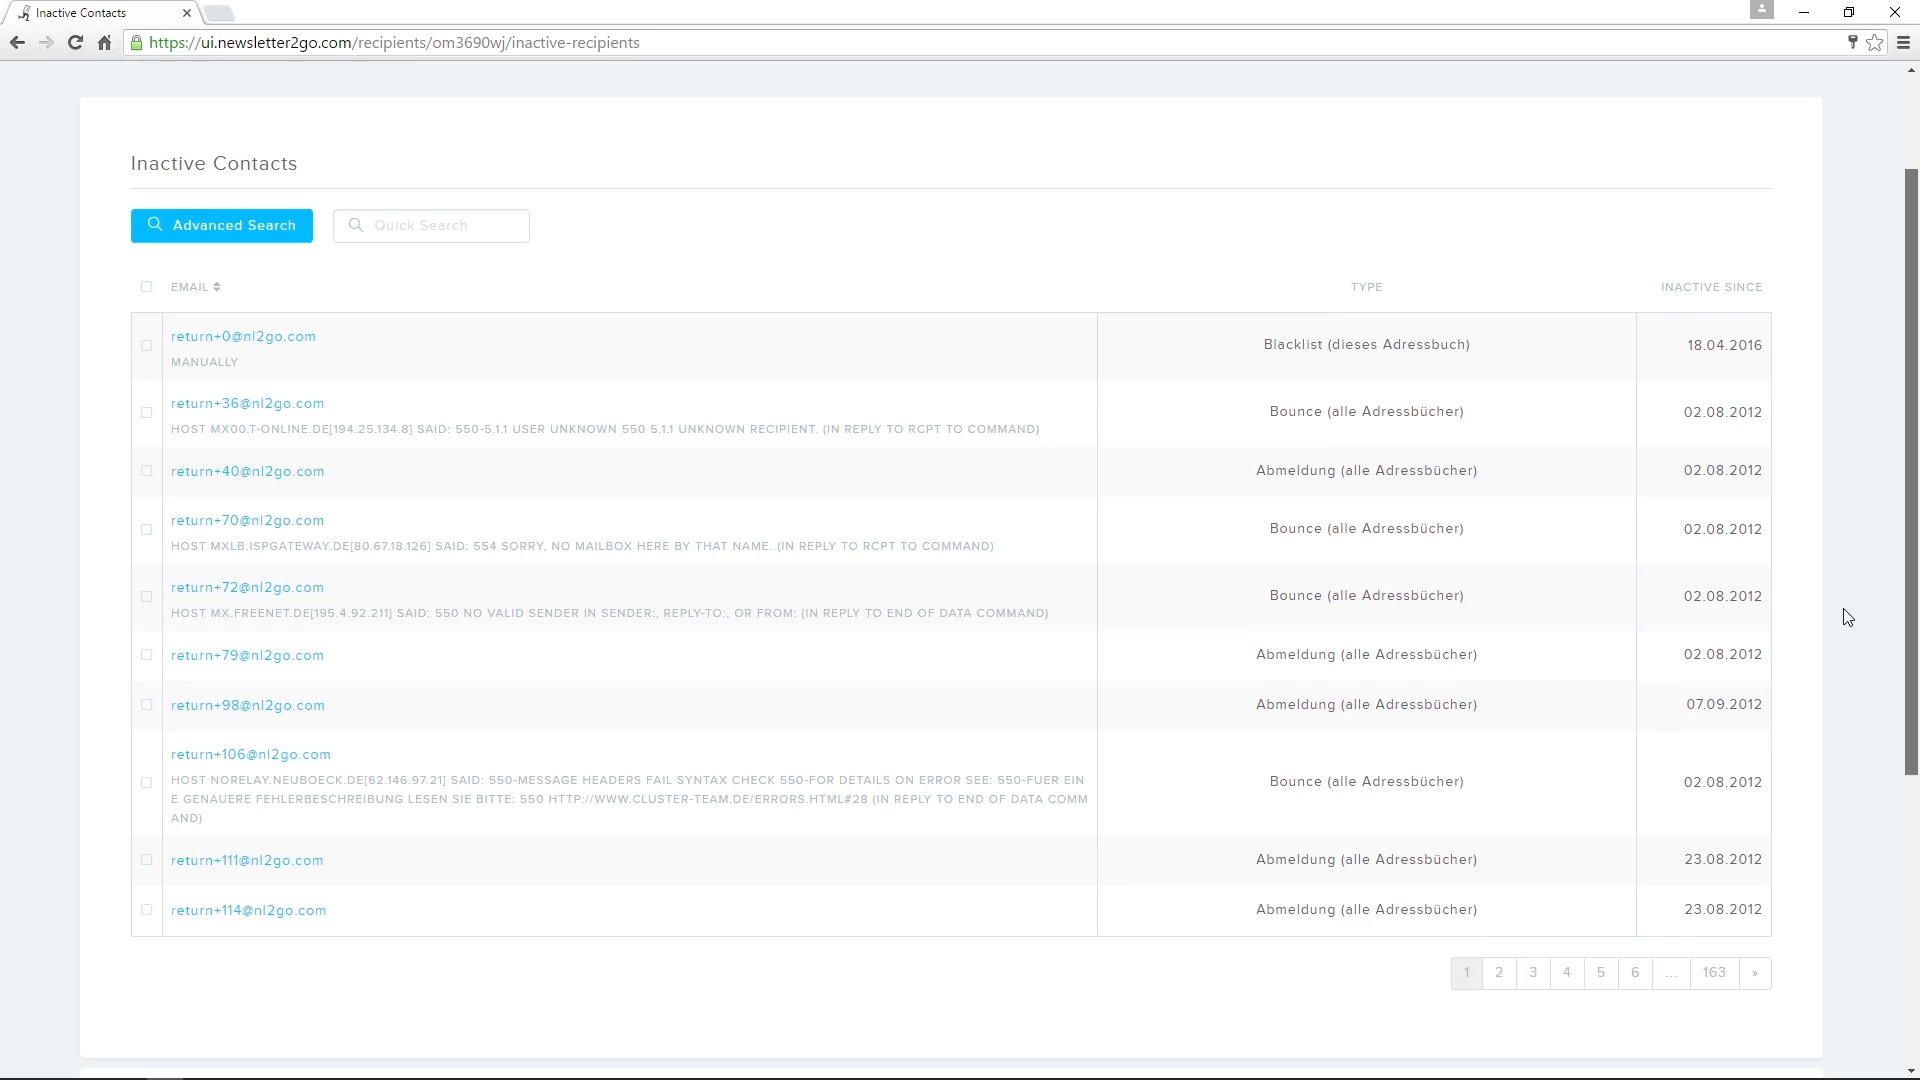 Inactive Contacts
https://ui.newsletter2go.com/recipients/om3690wj/inactive-recipients
Inactive Contacts
Advanced Search
Quick Search
EMAIL
TYPE
INACTIVE SINCE
return+0@nl2go.com
MANUALLY
Blacklist (dieses Adressbuch)
18.04.2016
return+36@nl2go.com
HOST MX00.T-ONLINE.DE[194.25.134.8] SAID: 550-5.1.1 USER UNKNOWN 550 5.1.1 UNKNOWN RECIPIENT. (IN REPLY TO RCPT TO COMMAND)
Bounce (alle Adressbücher)
02.08.2012
return+40@nl2go.com
Abmeldung (alle Adressbücher)
02.08.2012
return+70@nl2go.com
HOST MXLB.ISPGATEWAY.DE[80.67.18.126] SAID: 554 SORRY, NO MAILBOX HERE BY THAT NAME. (IN REPLY TO RCPT TO COMMAND)
Bounce (alle Adressbücher)
02.08.2012
return+72@nl2go.com
HOST MX.FREENET.DE[195.4.92.211] SAID: 550 NO VALID SENDER IN SENDER:, REPLY-TO:, OR FROM: (IN REPLY TO END OF DATA COMMAND)
Bounce (alle Adressbücher)
02.08.2012
return+79@nl2go.com
Abmeldung (alle Adressbücher)
02.08.2012
return+98@nl2go.com
Abmeldung (alle Adressbücher)
07.09.2012
return+106@nl2go.com
HOST NORELAY.NEUBOECK.DE[62.146.97.21] SAID: 550-MESSAGE HEADERS FAIL SYNTAX CHECK 550-FOR DETAILS ON ERROR SEE: 550-FUER EIN
E GENAUERE FEHLERBESCHREIBUNG LESEN SIE BITTE: 550 HTTP://WWW.CLUSTER-TEAM.DE/ERRORS.HTML#28 (IN REPLY TO END OF DATA COMM
AND)
Bounce (alle Adressbücher)
02.08.2012
return+111@nl2go.com
Abmeldung (alle Adressbücher)
23.08.2012
return+114@nl2go.com
Abmeldung (alle Adressbücher)
23.08.2012
1 2 3 4 5 6 ... 163 »